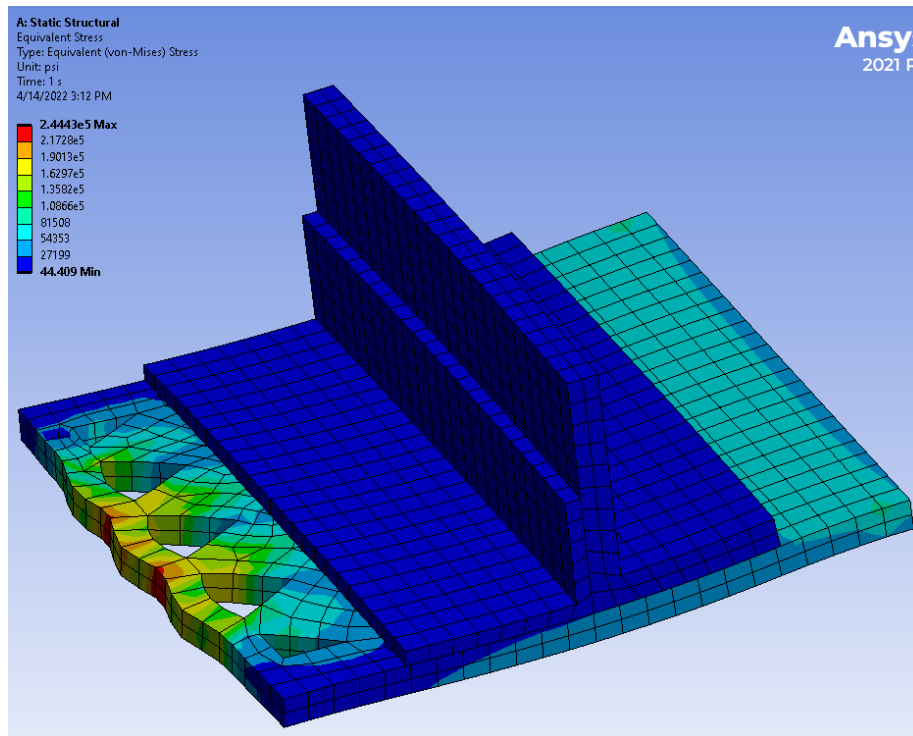 A: Static Structural
Equivalent Stress
Type: Equivalent (von-Mises) Stress
Unit: psi
Time: 1 s
4/14/2022 3:12 PM
2.4443e5 Max
2.1728e5
1.9013e5
1.6297e5
1.3582e5
1.0866e5
81508
54353
27199
44.409 Min
Ansy
2021